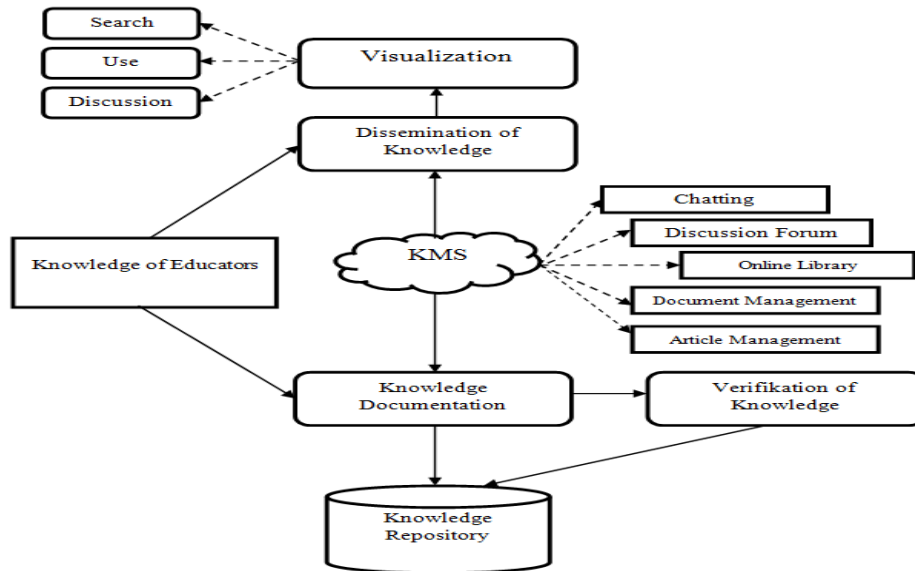 Search
Use
Discussion
Visualization
Dissemination of
Knowledge
Knowledge of Educators
KMS
Chatting
Discussion Forum
Online Library
Document Management
Article Management
Knowledge
Documentation
Verifikation of
Knowledge
Knowledge
Repository